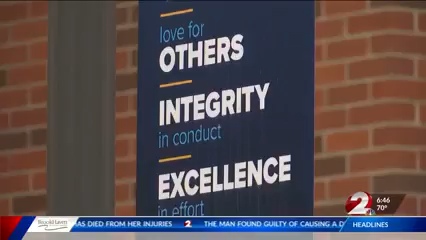 love for
OTHERS
INTEGRITY
in conduct
EXCELLENCE
in effort
2
6:46
70°
HEADLINES
HAS DIED FROM HER INJURIES 2 THE MAN FOUND GUILTY OF CAUSING A D